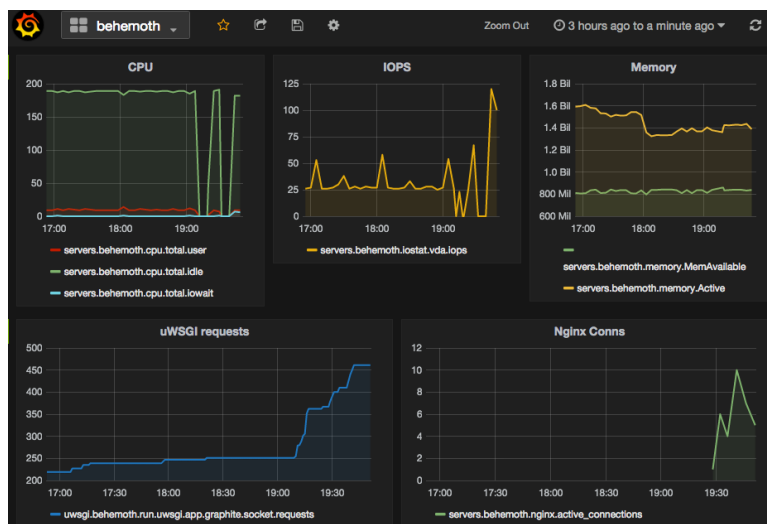 behemoth
Zoom Out
3 hours ago to a minute ago
CPU
200
150
100
50
0
17:00 18:00 19:00
servers.behemoth.cpu.total.user
servers.behemoth.cpu.total.idle
servers.behemoth.cpu.total.iowait
IOPS
125
100
75
50
25
0
17:00 18:00 19:00
servers.behemoth.iostat.vda.iops
Memory
1.8 Bil
1.6 Bil
1.4 Bil
1.2 Bil
1.0 Bil
800 Mil
600 Mil
17:00 18:00 19:00
servers.behemoth.memory.MemAvailable
servers.behemoth.memory.Active
uWSGI requests
500
450
400
350
300
250
200
17:00 17:30 18:00 18:30 19:00 19:30
uwsgi.behemoth.run.uwsgi.app.graphite.socket.requests
Nginx Conns
12
10
8
6
4
2
0
17:00 17:30 18:00 18:30 19:00 19:30
servers.behemoth.nginx.active_connections